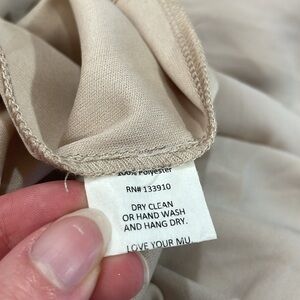 100% Polyester
RN# 133910
DRY CLEAN
OR HAND WASH
AND HANG DRY.
LOVE YOUR MU